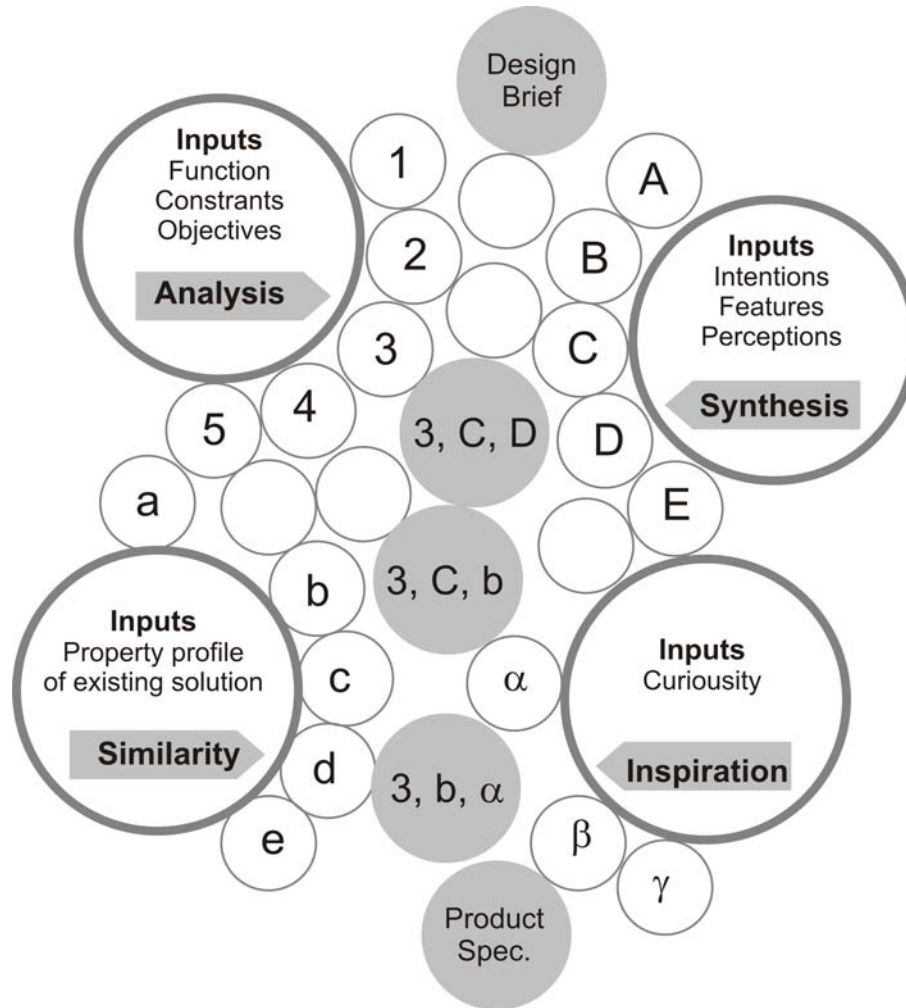 Design
Brief
Inputs
Function
Constrants
Objectives
Analysis
1
2
3
4
5
A
B
C
D
E
Inputs
Intentions
Features
Perceptions
Synthesis
3, C, D
3, C, b
a
b
c
d
e
Inputs
Property profile
of existing solution
Similarity
Inputs
Curiousity
Inspiration
α
β
γ
3, b, α
Product
Spec.